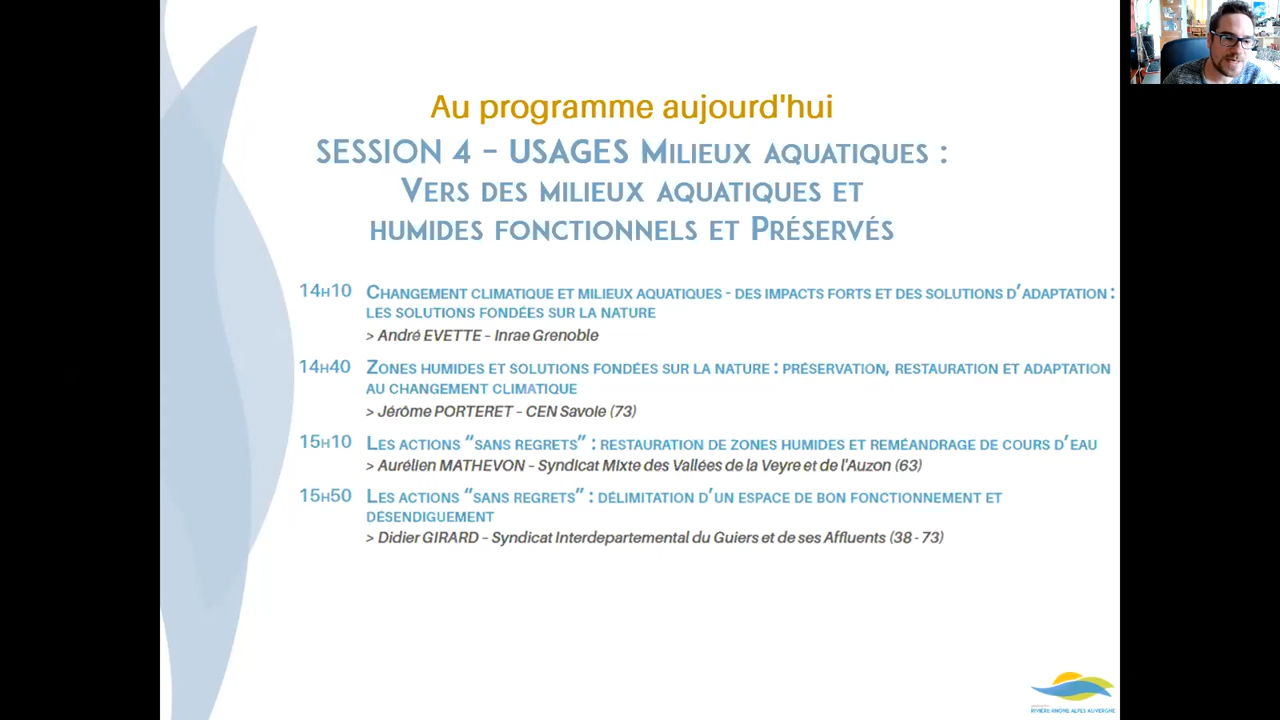 Au programme aujourd'hui
SESSION 4 – USAGES MILIEUX AQUATIQUES :
VERS DES MILIEUX AQUATIQUES ET
HUMIDES FONCTIONNELS ET PRÉSERVÉS
14H10 CHANGEMENT CLIMATIQUE ET MILIEUX AQUATIQUES - DES IMPACTS FORTS ET DES SOLUTIONS D'ADAPTATION :
LES SOLUTIONS FONDÉES SUR LA NATURE
> André EVETTE – Inrae Grenoble
14H40 ZONES HUMIDES ET SOLUTIONS FONDÉES SUR LA NATURE : PRÉSERVATION, RESTAURATION ET ADAPTATION
AU CHANGEMENT CLIMATIQUE
> Jérôme PORTERET – CEN Savoie (73)
15H10 LES ACTIONS "SANS REGRETS" : RESTAURATION DE ZONES HUMIDES ET REMÉANDRAGE DE COURS D'EAU
> Aurélien MATHEVON – Syndicat Mixte des Vallées de la Veyre et de l'Auzon (63)
15H50 LES ACTIONS "SANS REGRETS" : DÉLIMITATION D'UN ESPACE DE BON FONCTIONNEMENT ET
DÉSENDIGUEMENT
> Didier GIRARD – Syndicat Interdepartemental du Guiers et de ses Affluents (38 - 73)
RIVIÈRE RHÔNE ALPES AUVERGNE